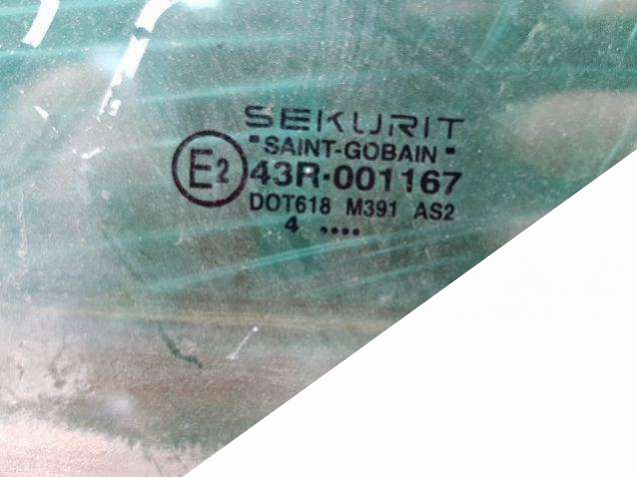 SEKURIT
"SAINT-GOBAIN"
E2 43R-001167
DOT618 M391 AS2
4 ....